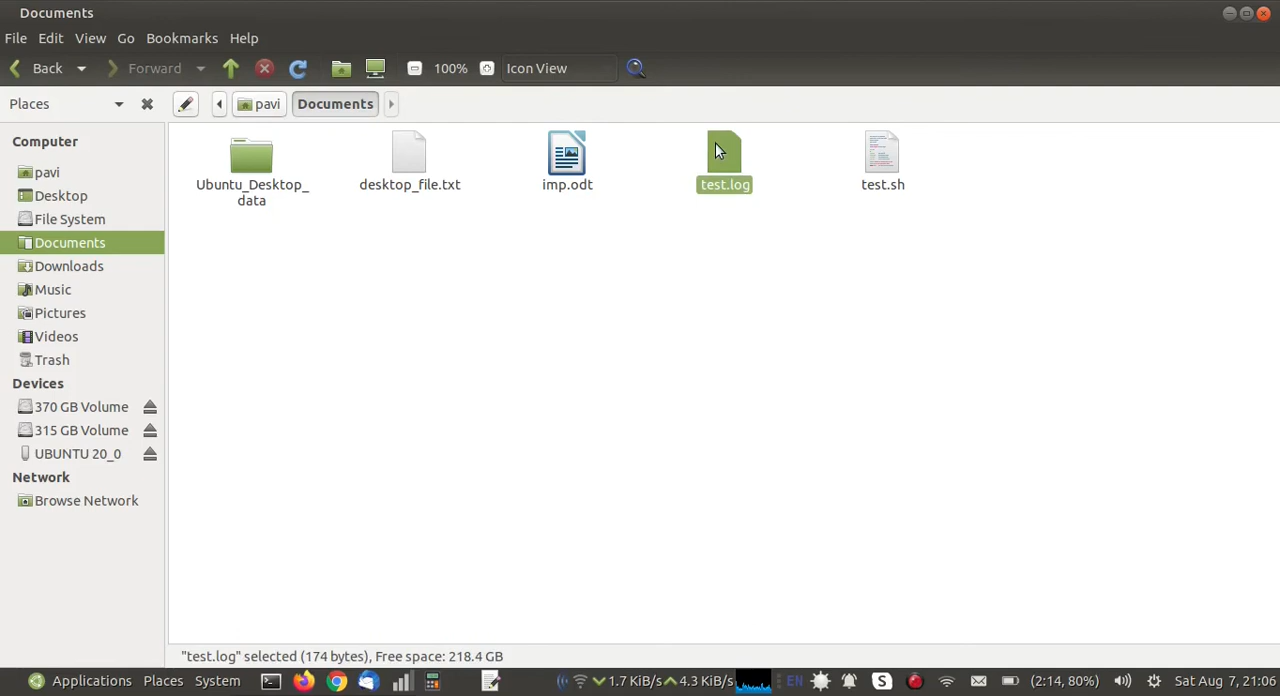 Documents
File Edit View Go Bookmarks Help
Back Forward 100% Icon View
Places pavi Documents
Computer
pavi
Desktop
File System
Documents
Downloads
Music
Pictures
Videos
Trash
Devices
370 GB Volume
315 GB Volume
UBUNTU 20_0
Network
Browse Network
Ubuntu_Desktop_
data
desktop_file.txt
imp.odt
test.log
test.sh
"test.log" selected (174 bytes), Free space: 218.4 GB
Applications Places System 1.7 KiB/s 4.3 KiB/s EN S (2:14, 80%) Sat Aug 7, 21:06